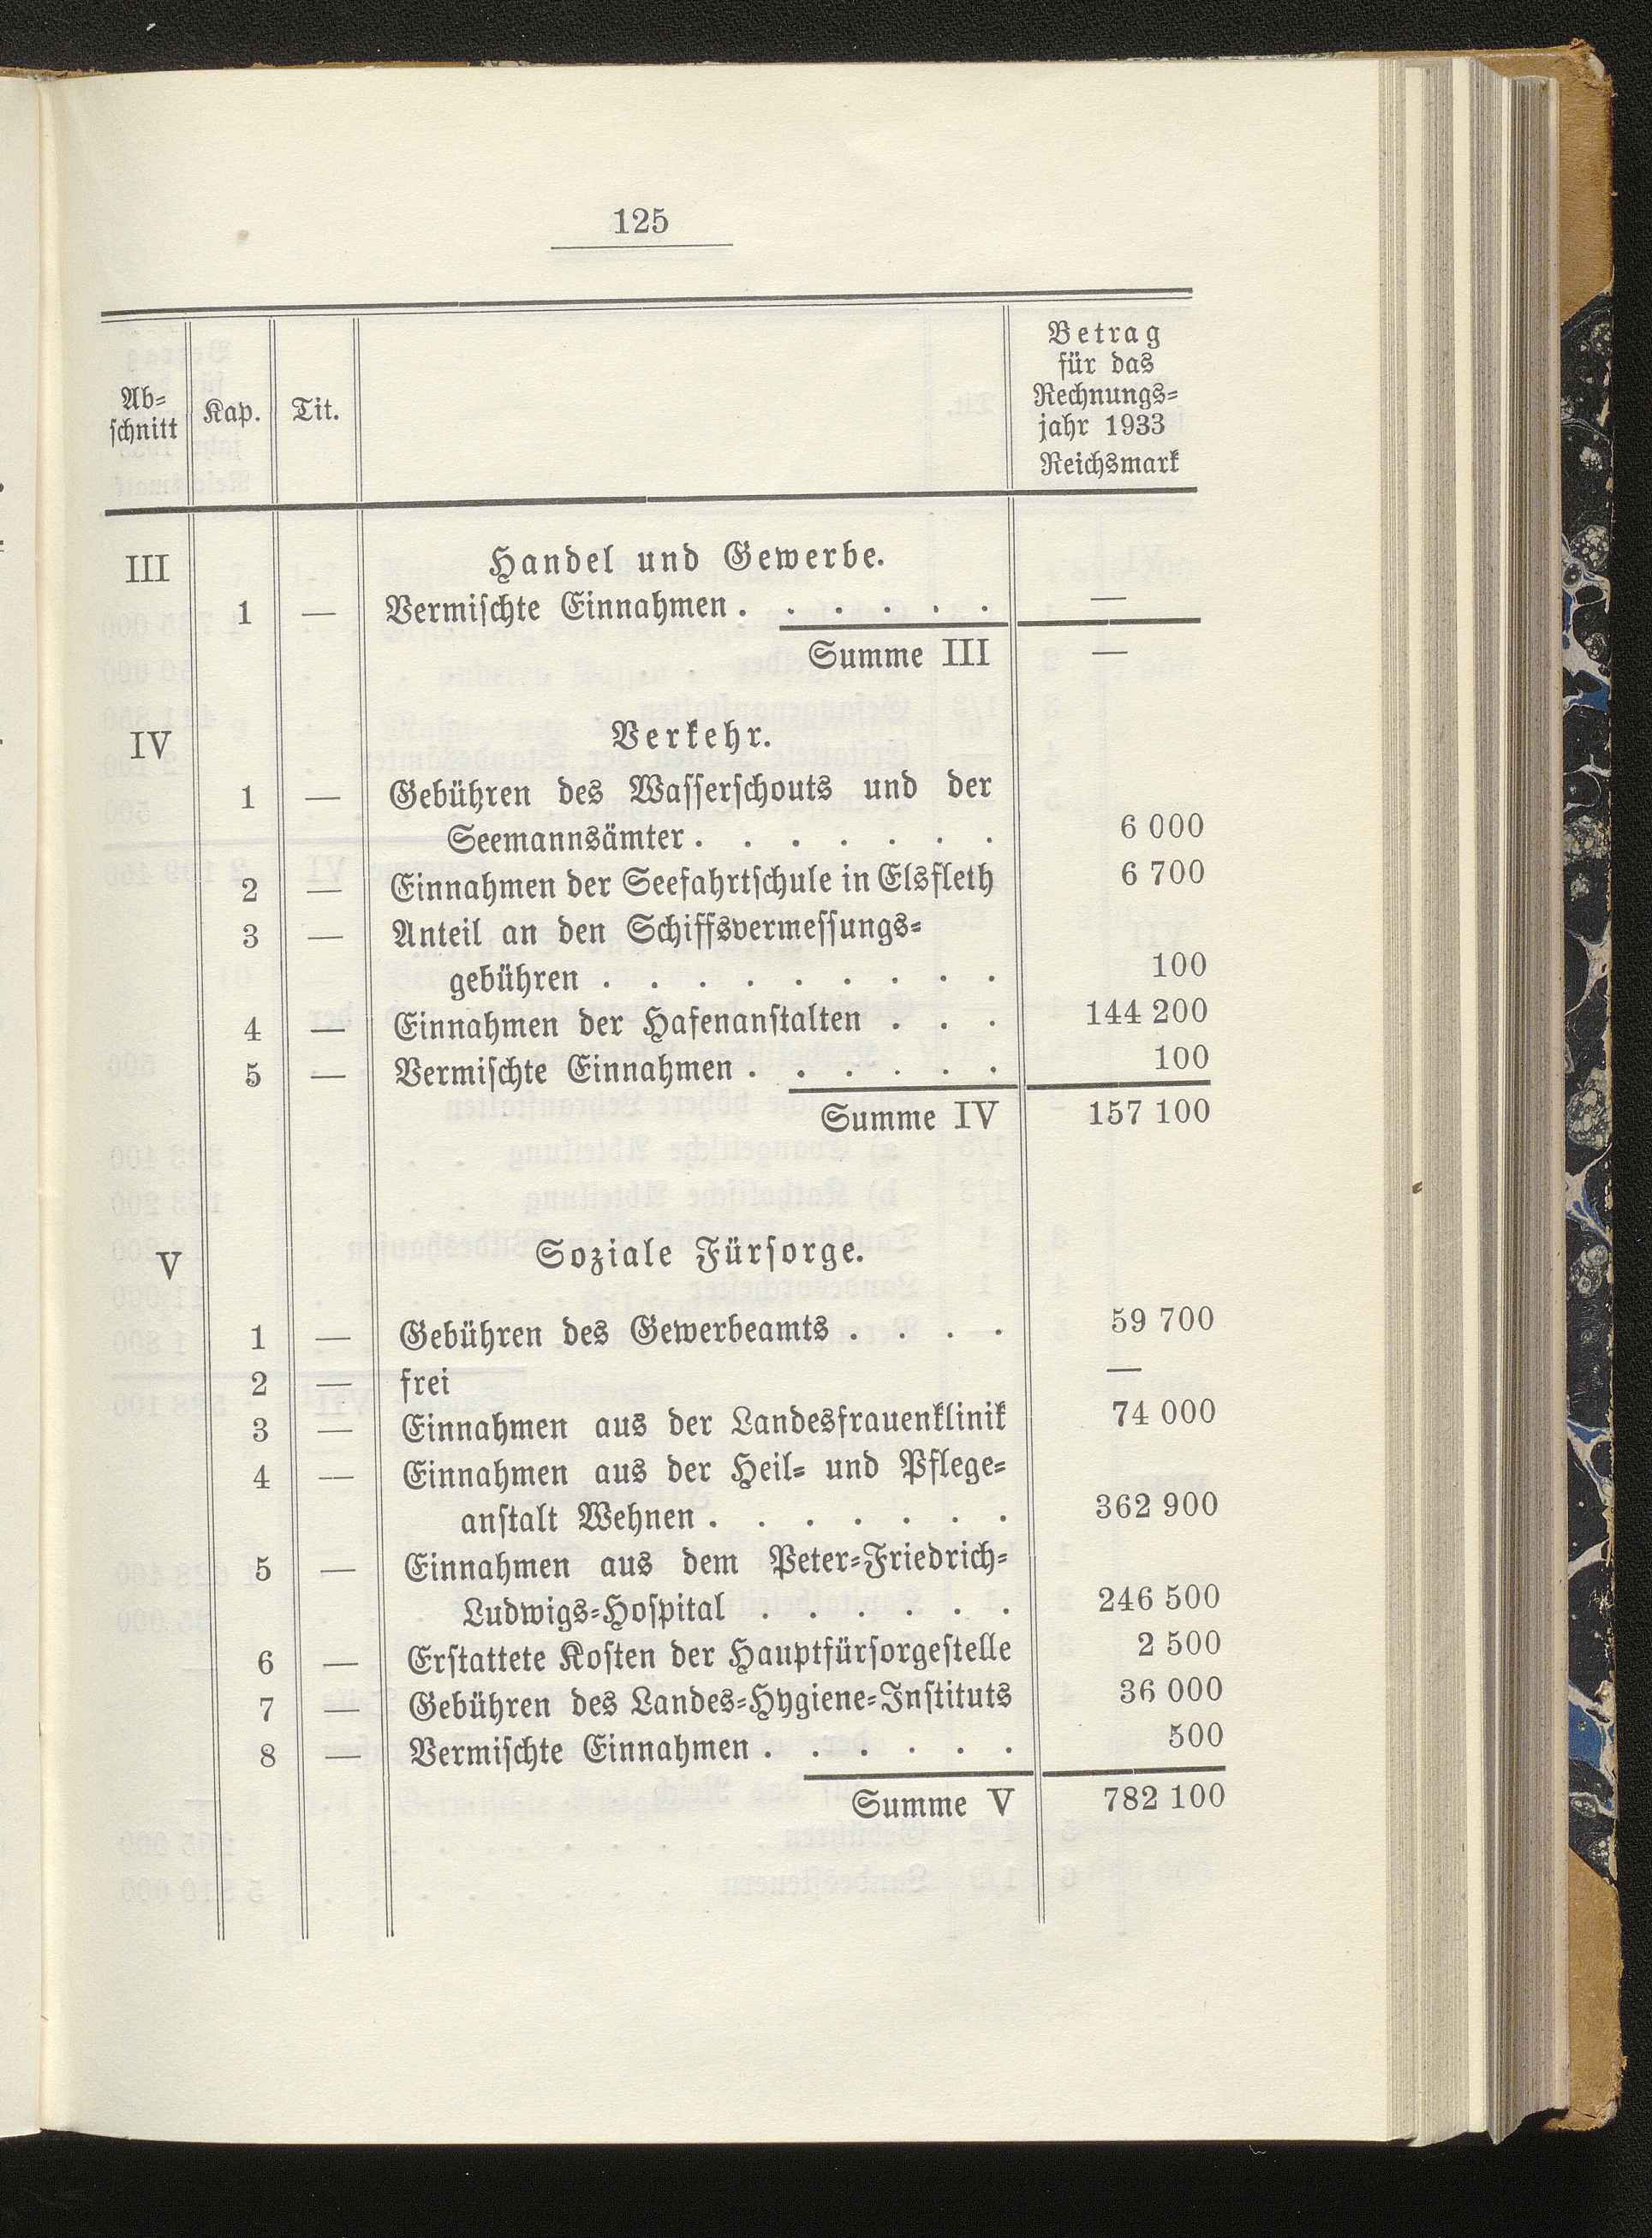 125
Ab=
schnitt
Kap.
Tit.
Betrag
für das
Rechnungs=
jahr 1933
Reichsmark
III Handel und Gewerbe.
1 — Vermischte Einnahmen . . . . . . —
Summe III —
IV Verkehr.
1 — Gebühren des Wasserschouts und der
Seemannsämter . . . . . . . 6 000
2 — Einnahmen der Seefahrtschule in Elsfleth 6 700
3 — Anteil an den Schiffsvermessungs=
gebühren . . . . . . . . . 100
4 — Einnahmen der Hafenanstalten . . . 144 200
5 — Vermischte Einnahmen . . . . . . 100
Summe IV 157 100
V Soziale Fürsorge.
1 — Gebühren des Gewerbeamts . . . . 59 700
2 — frei —
3 — Einnahmen aus der Landesfrauenklinik 74 000
4 — Einnahmen aus der Heil= und Pflege=
anstalt Wehnen . . . . . . . 362 900
5 — Einnahmen aus dem Peter=Friedrich=
Ludwigs=Hospital . . . . . . 246 500
6 — Erstattete Kosten der Hauptfürsorgestelle 2 500
7 — Gebühren des Landes=Hygiene=Instituts 36 000
8 — Vermischte Einnahmen . . . . . . 500
Summe V 782 100